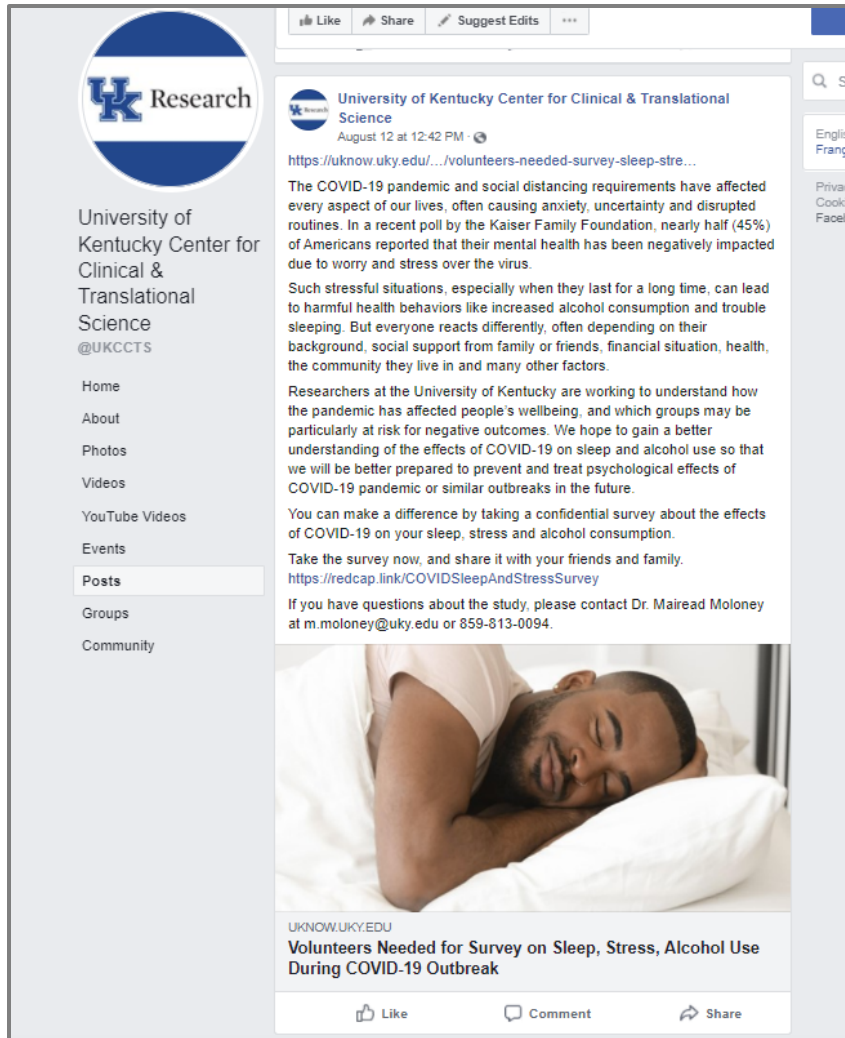 Like Share Suggest Edits ...
UK Research
University of Kentucky Center for Clinical & Translational Science
@UKCCTS
Home
About
Photos
Videos
YouTube Videos
Events
Posts
Groups
Community
UK Research
University of Kentucky Center for Clinical & Translational
Science
August 12 at 12:42 PM ·
https://uknow.uky.edu/.../volunteers-needed-survey-sleep-stre...
The COVID-19 pandemic and social distancing requirements have affected
every aspect of our lives, often causing anxiety, uncertainty and disrupted
routines. In a recent poll by the Kaiser Family Foundation, nearly half (45%)
of Americans reported that their mental health has been negatively impacted
due to worry and stress over the virus.
Such stressful situations, especially when they last for a long time, can lead
to harmful health behaviors like increased alcohol consumption and trouble
sleeping. But everyone reacts differently, often depending on their
background, social support from family or friends, financial situation, health,
the community they live in and many other factors.
Researchers at the University of Kentucky are working to understand how
the pandemic has affected people's wellbeing, and which groups may be
particularly at risk for negative outcomes. We hope to gain a better
understanding of the effects of COVID-19 on sleep and alcohol use so that
we will be better prepared to prevent and treat psychological effects of
COVID-19 pandemic or similar outbreaks in the future.
You can make a difference by taking a confidential survey about the effects
of COVID-19 on your sleep, stress and alcohol consumption.
Take the survey now, and share it with your friends and family.
https://redcap.link/COVIDSleepAndStressSurvey
If you have questions about the study, please contact Dr. Mairead Moloney
at m.moloney@uky.edu or 859-813-0094.
UKNOW.UKY.EDU
Volunteers Needed for Survey on Sleep, Stress, Alcohol Use
During COVID-19 Outbreak
Like Comment Share